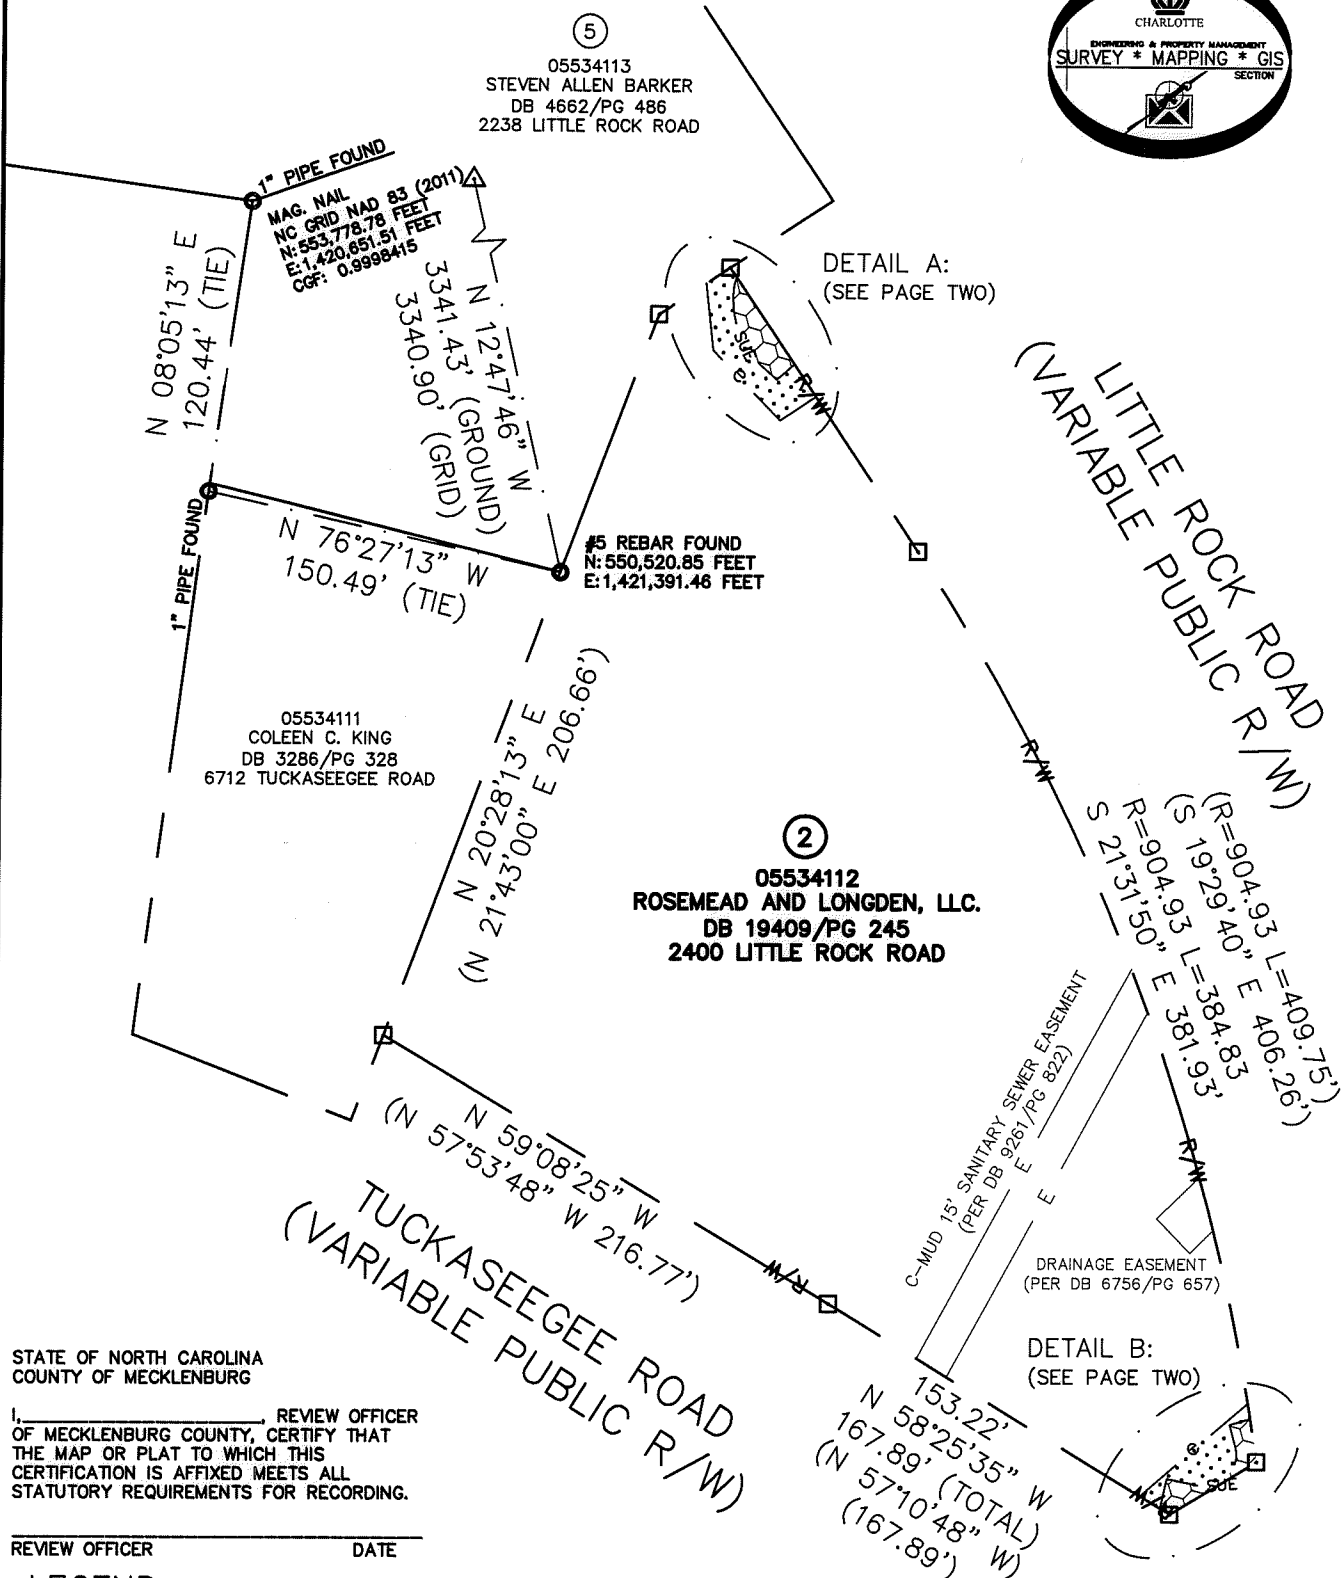 CHARLOTTE
ENGINEERING & PROPERTY MANAGEMENT
SURVEY * MAPPING * GIS
SECTION
5
05534113
STEVEN ALLEN BARKER
DB 4662/PG 486
2238 LITTLE ROCK ROAD
1" PIPE FOUND
MAG. NAIL
NC GRID NAD 83 (2011)
N:553,778.78 FEET
E:1,420,651.51 FEET
CGF: 0.9998415
N 08°05'13" E
120.44' (TIE)
N 12°47'46" W
3341.43' (GROUND)
3340.90' (GRID)
DETAIL A:
(SEE PAGE TWO)
SUE
e
R/W
LITTLE ROCK ROAD
(VARIABLE PUBLIC R/W)
1" PIPE FOUND
N 76°27'13" W
150.49' (TIE)
#5 REBAR FOUND
N:550,520.85 FEET
E:1,421,391.46 FEET
05534111
COLEEN C. KING
DB 3286/PG 328
6712 TUCKASEEGEE ROAD
N 20°28'13" E
(N 21°43'00" E 206.66')
R/W
2
05534112
ROSEMEAD AND LONGDEN, LLC.
DB 19409/PG 245
2400 LITTLE ROCK ROAD
(R=904.93 L=409.75')
(S 19°29'40" E 406.26')
R=904.93 L=384.83
S 21°31'50" E 381.93'
C-MUD 15' SANITARY SEWER EASEMENT
(PER DB 9261/PG 822)
E
E
R/W
DRAINAGE EASEMENT
(PER DB 6756/PG 657)
N 59°08'25" W
(N 57°53'48" W 216.77')
R/W
TUCKASEEGEE ROAD
(VARIABLE PUBLIC R/W)
DETAIL B:
(SEE PAGE TWO)
153.22'
N 58°25'35" W
167.89' (TOTAL)
(N 57°10'48" W)
(167.89')
e
SUE
R/W
STATE OF NORTH CAROLINA
COUNTY OF MECKLENBURG
I,______________________, REVIEW OFFICER
OF MECKLENBURG COUNTY, CERTIFY THAT
THE MAP OR PLAT TO WHICH THIS
CERTIFICATION IS AFFIXED MEETS ALL
STATUTORY REQUIREMENTS FOR RECORDING.
REVIEW OFFICER DATE